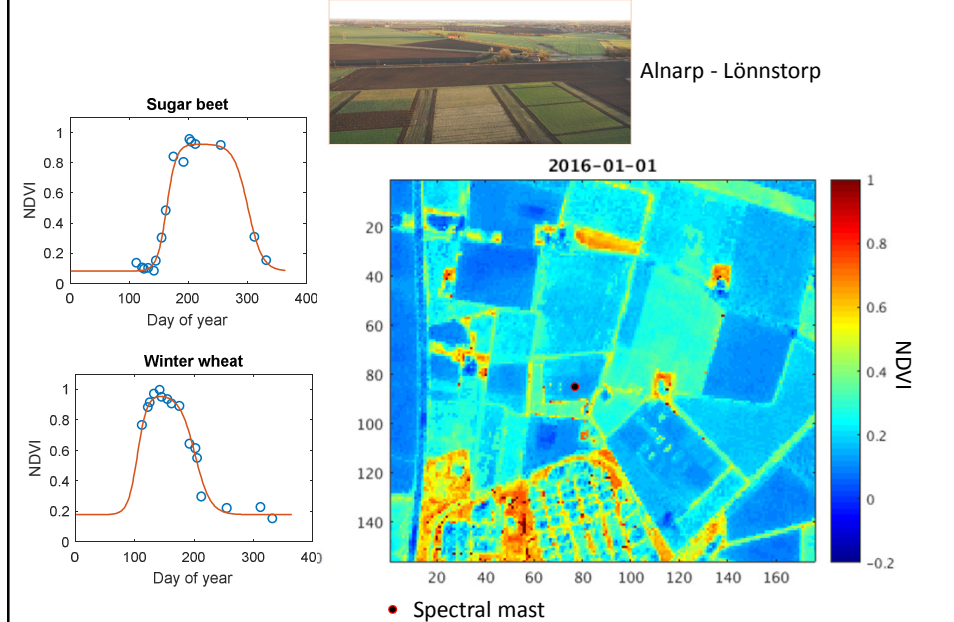 Alnarp - Lönnstorp
Sugar beet
1
0.8
0.6
0.4
0.2
0
NDVI
0 100 200 300 400
Day of year
Winter wheat
1
0.8
0.6
0.4
0.2
0
NDVI
0 100 200 300 400
Day of year
2016-01-01
20
40
60
80
100
120
140
20 40 60 80 100 120 140 160
1
0.8
0.6
0.4
0.2
0
-0.2
NDVI
Spectral mast